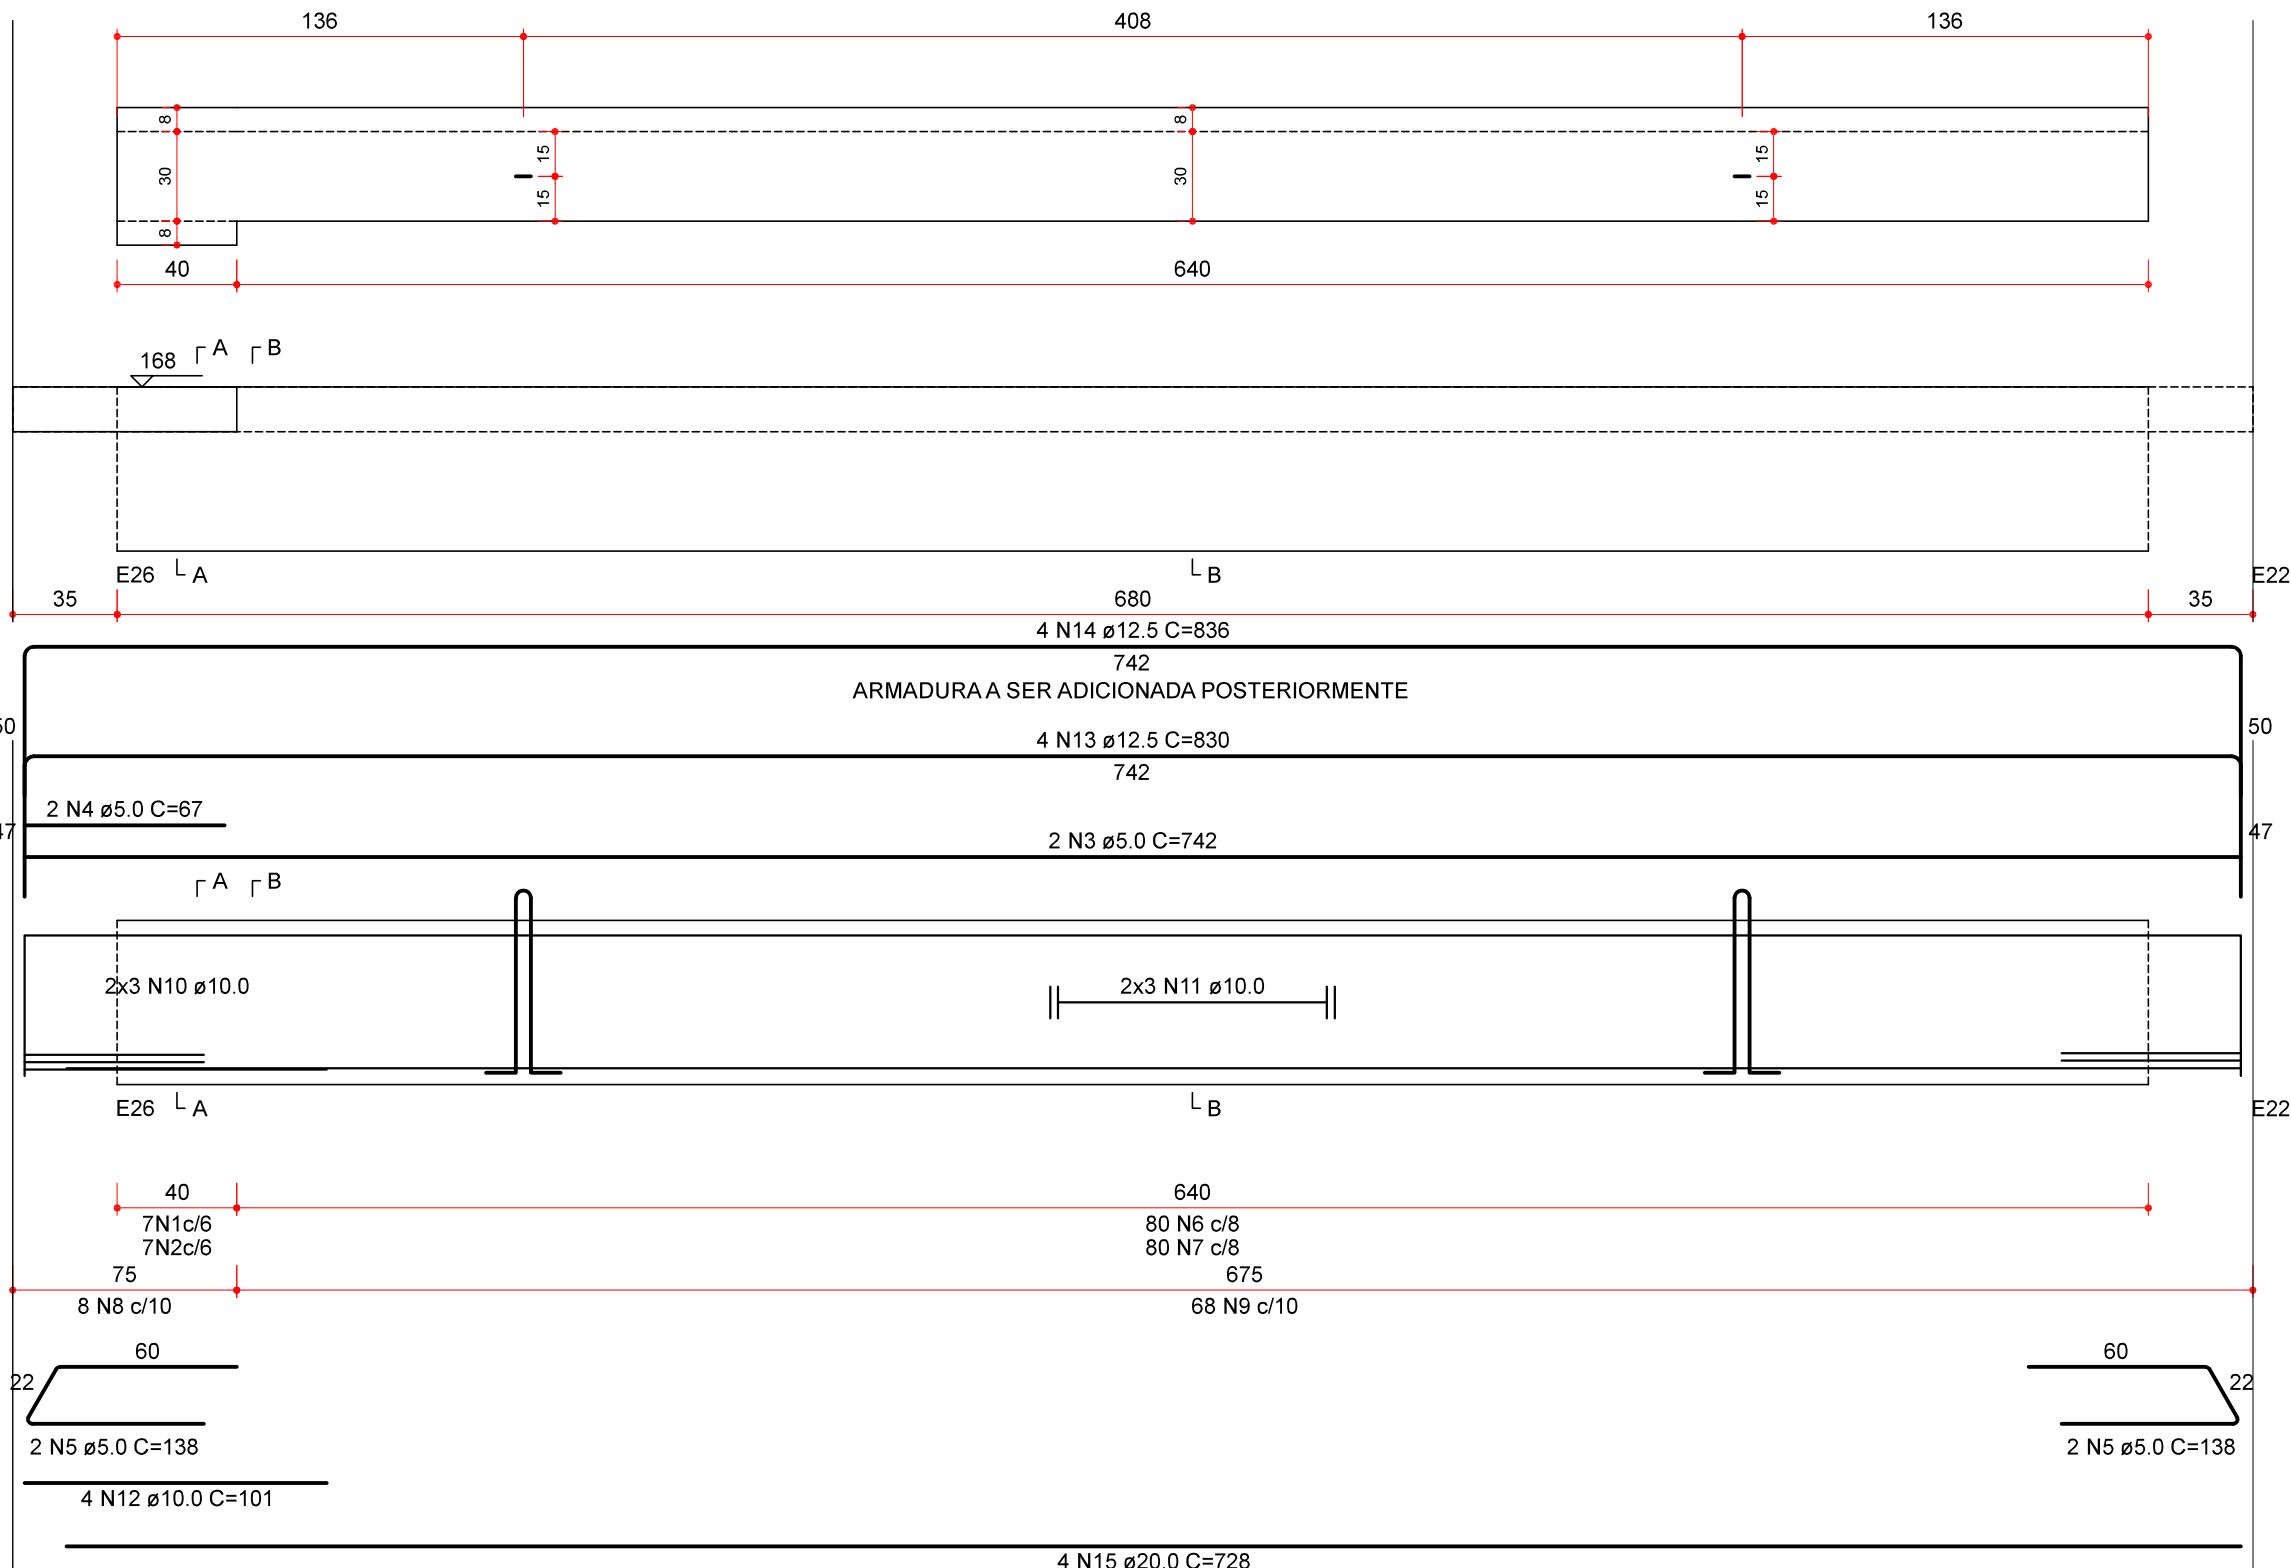 136 408 136
8 8
15 15
30 30
15 15
8
40 640
A B
168
E26 A B E22
35 680 35
4 N14 ø12.5 C=836
742
ARMADURA A SER ADICIONADA POSTERIORMENTE
50 50
4 N13 ø12.5 C=830
742
2 N4 ø5.0 C=67
47 47
2 N3 ø5.0 C=742
A B
2x3 N10 ø10.0 2x3 N11 ø10.0
E26 A B E22
40 640
7N1c/6 80 N6 c/8
7N2c/6 80 N7 c/8
75 675
8 N8 c/10 68 N9 c/10
60 60
22 22
2 N5 ø5.0 C=138 2 N5 ø5.0 C=138
4 N12 ø10.0 C=101
4 N15 ø20.0 C=728